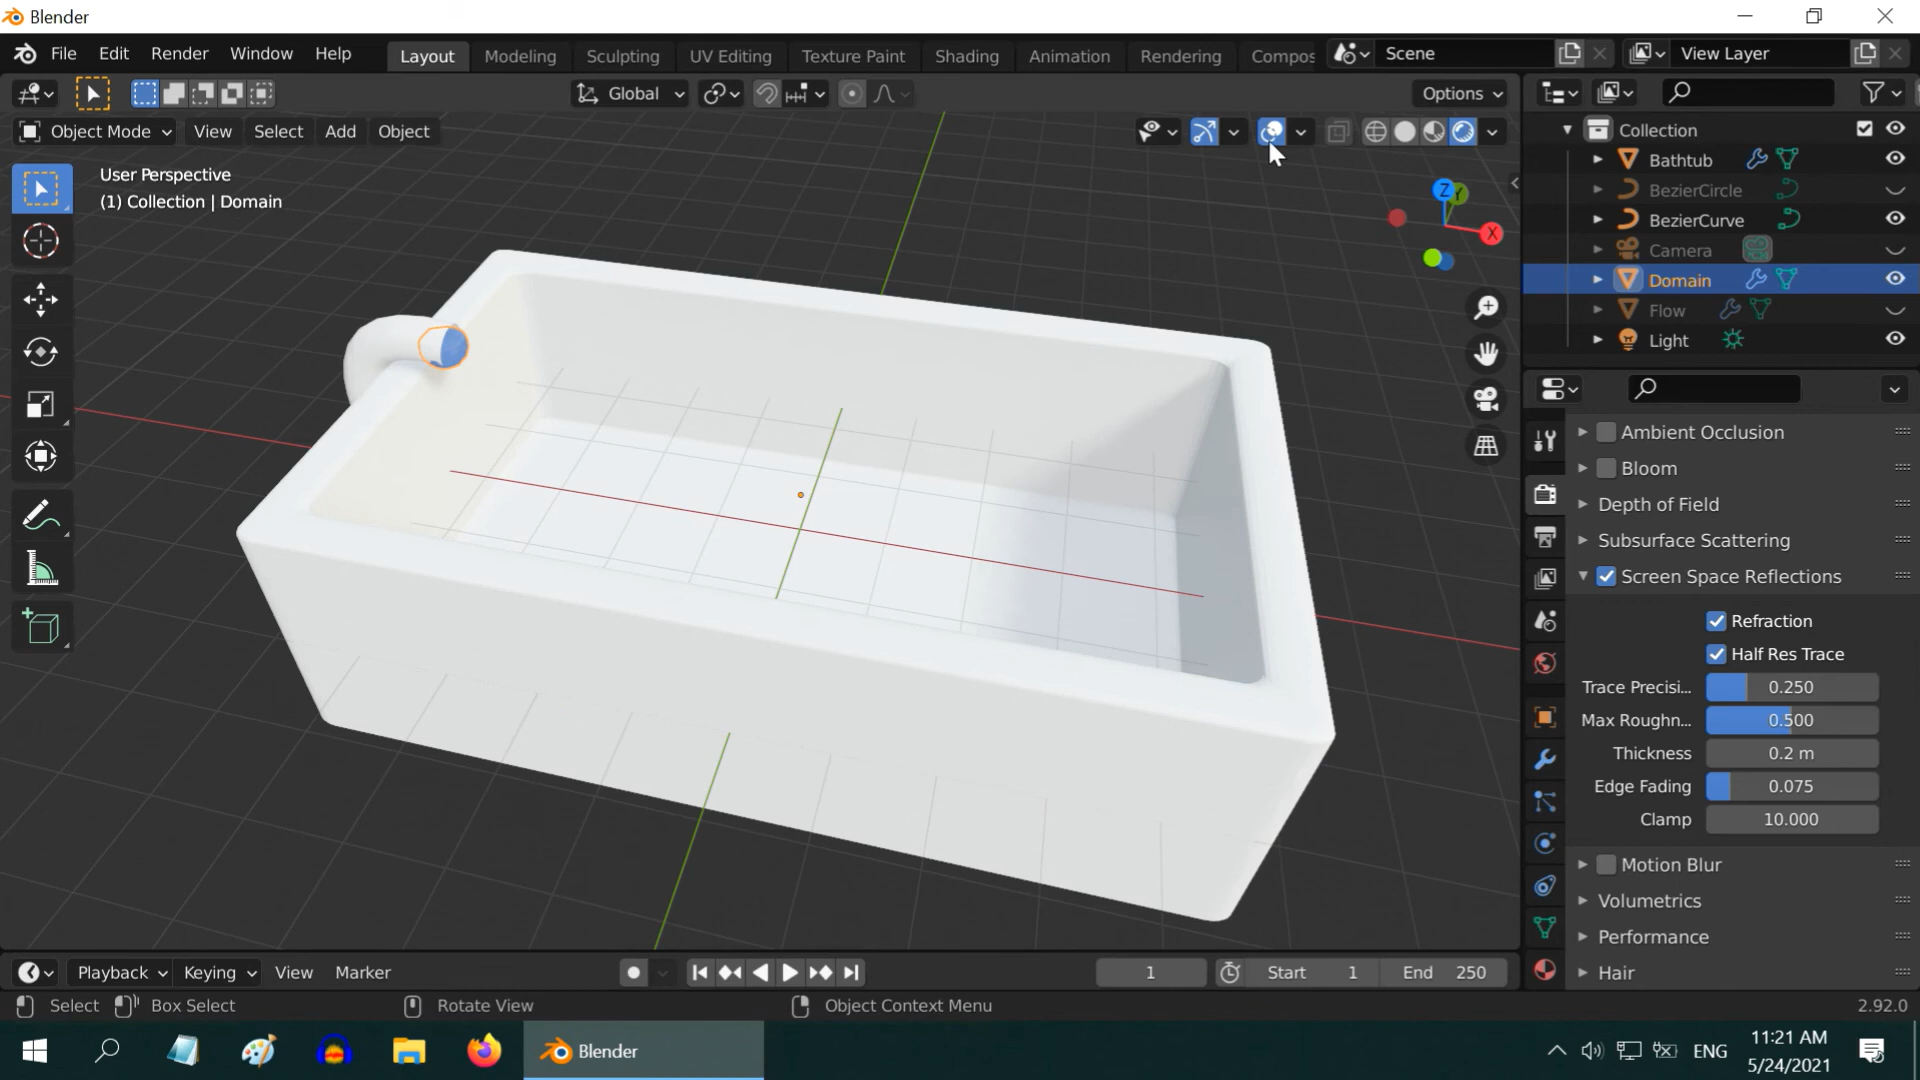 Blender
File Edit Render Window Help Layout Modeling Sculpting UV Editing Texture Paint Shading Animation Rendering Compos Scene View Layer
Global Options
Object Mode View Select Add Object
User Perspective
(1) Collection | Domain
Z Y
X
Collection
Bathtub
BezierCircle
BezierCurve
Camera
Domain
Flow
Light
Ambient Occlusion
Bloom
Depth of Field
Subsurface Scattering
Screen Space Reflections
Refraction
Half Res Trace
Trace Precisi... 0.250
Max Roughn... 0.500
Thickness 0.2 m
Edge Fading 0.075
Clamp 10.000
Motion Blur
Volumetrics
Performance
Hair
Playback Keying View Marker 1 Start 1 End 250
Select Box Select Rotate View Object Context Menu 2.92.0
Blender ENG 11:21 AM
5/24/2021